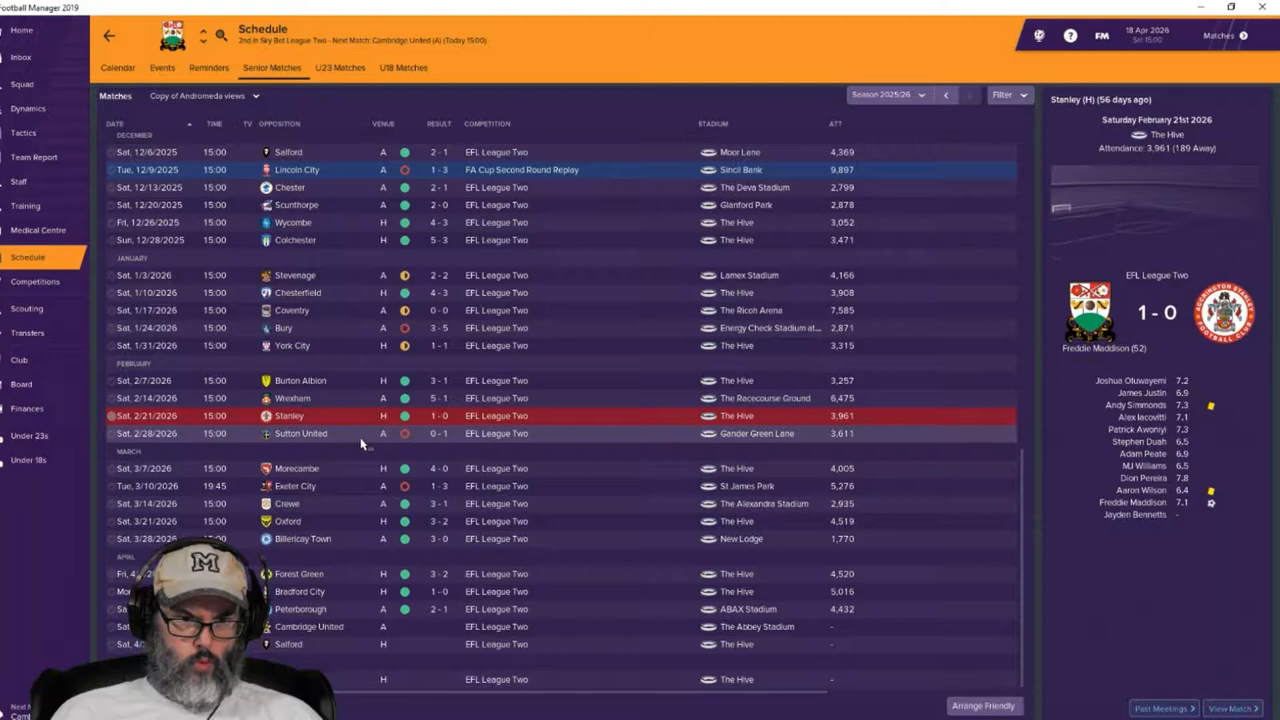 Football Manager 2019
Home
Inbox
Squad
Dynamics
Tactics
Team Report
Staff
Training
Medical Centre
Schedule
Competitions
Scouting
Transfers
Club
Board
Finances
Under 23s
Under 18s
Schedule
2nd in Sky Bet League Two - Next Match: Cambridge United (A) (Today 15:00)
FM
18 Apr 2026
Sat 15:00
Matches
Calendar Events Reminders Senior Matches U23 Matches U18 Matches
Matches Copy of Andromeda views Season 2025/26 Filter
DATE TIME TV OPPOSITION VENUE RESULT COMPETITION STADIUM ATT
DECEMBER
Sat, 12/6/2025 15:00 Salford A 2 - 1 EFL League Two Moor Lane 4,369
Tue, 12/9/2025 15:00 Lincoln City A 1 - 3 FA Cup Second Round Replay Sincil Bank 9,897
Sat, 12/13/2025 15:00 Chester A 2 - 1 EFL League Two The Deva Stadium 2,799
Sat, 12/20/2025 15:00 Scunthorpe A 2 - 0 EFL League Two Glanford Park 2,878
Fri, 12/26/2025 15:00 Wycombe H 4 - 3 EFL League Two The Hive 3,052
Sun, 12/28/2025 15:00 Colchester H 5 - 3 EFL League Two The Hive 3,471
JANUARY
Sat, 1/3/2026 15:00 Stevenage A 2 - 2 EFL League Two Lamex Stadium 4,166
Sat, 1/10/2026 15:00 Chesterfield H 4 - 3 EFL League Two The Hive 3,908
Sat, 1/17/2026 15:00 Coventry A 0 - 0 EFL League Two The Ricoh Arena 7,585
Sat, 1/24/2026 15:00 Bury A 3 - 5 EFL League Two Energy Check Stadium at... 2,871
Sat, 1/31/2026 15:00 York City H 1 - 1 EFL League Two The Hive 3,315
FEBRUARY
Sat, 2/7/2026 15:00 Burton Albion H 3 - 1 EFL League Two The Hive 3,257
Sat, 2/14/2026 15:00 Wrexham A 5 - 1 EFL League Two The Racecourse Ground 6,475
Sat, 2/21/2026 15:00 Stanley H 1 - 0 EFL League Two The Hive 3,961
Sat, 2/28/2026 15:00 Sutton United A 0 - 1 EFL League Two Gander Green Lane 3,611
MARCH
Sat, 3/7/2026 15:00 Morecambe H 4 - 0 EFL League Two The Hive 4,005
Tue, 3/10/2026 19:45 Exeter City A 1 - 3 EFL League Two St James Park 5,276
Sat, 3/14/2026 15:00 Crewe A 3 - 1 EFL League Two The Alexandra Stadium 2,935
Sat, 3/21/2026 15:00 Oxford H 3 - 2 EFL League Two The Hive 4,519
Sat, 3/28/2026 Billericay Town A 3 - 0 EFL League Two New Lodge 1,770
APRIL
Fri, 4 Forest Green H 3 - 2 EFL League Two The Hive 4,520
Mo Bradford City H 1 - 0 EFL League Two The Hive 5,016
Sa Peterborough A 2 - 1 EFL League Two ABAX Stadium 4,432
Sat Cambridge United A EFL League Two The Abbey Stadium -
Sat, 4/ Salford H EFL League Two The Hive -
H EFL League Two The Hive -
Arrange Friendly
Stanley (H) (56 days ago)
Saturday February 21st 2026
The Hive
Attendance: 3,961 (189 Away)
EFL League Two
1 - 0
ACCRINGTON STANLEY
FOOTBALL CLUB
Freddie Maddison (52)
Joshua Oluwayemi 7.2
James Justin 6.9
Andy Simmonds 7.3
Alex Iacovitti 7.1
Patrick Awoniyi 7.3
Stephen Duah 6.5
Adam Peate 6.9
MJ Williams 6.5
Dion Pereira 7.8
Aaron Wilson 6.4
Freddie Maddison 7.1
Jayden Bennetts -
Past Meetings > View Match >
Next M
Caml
M